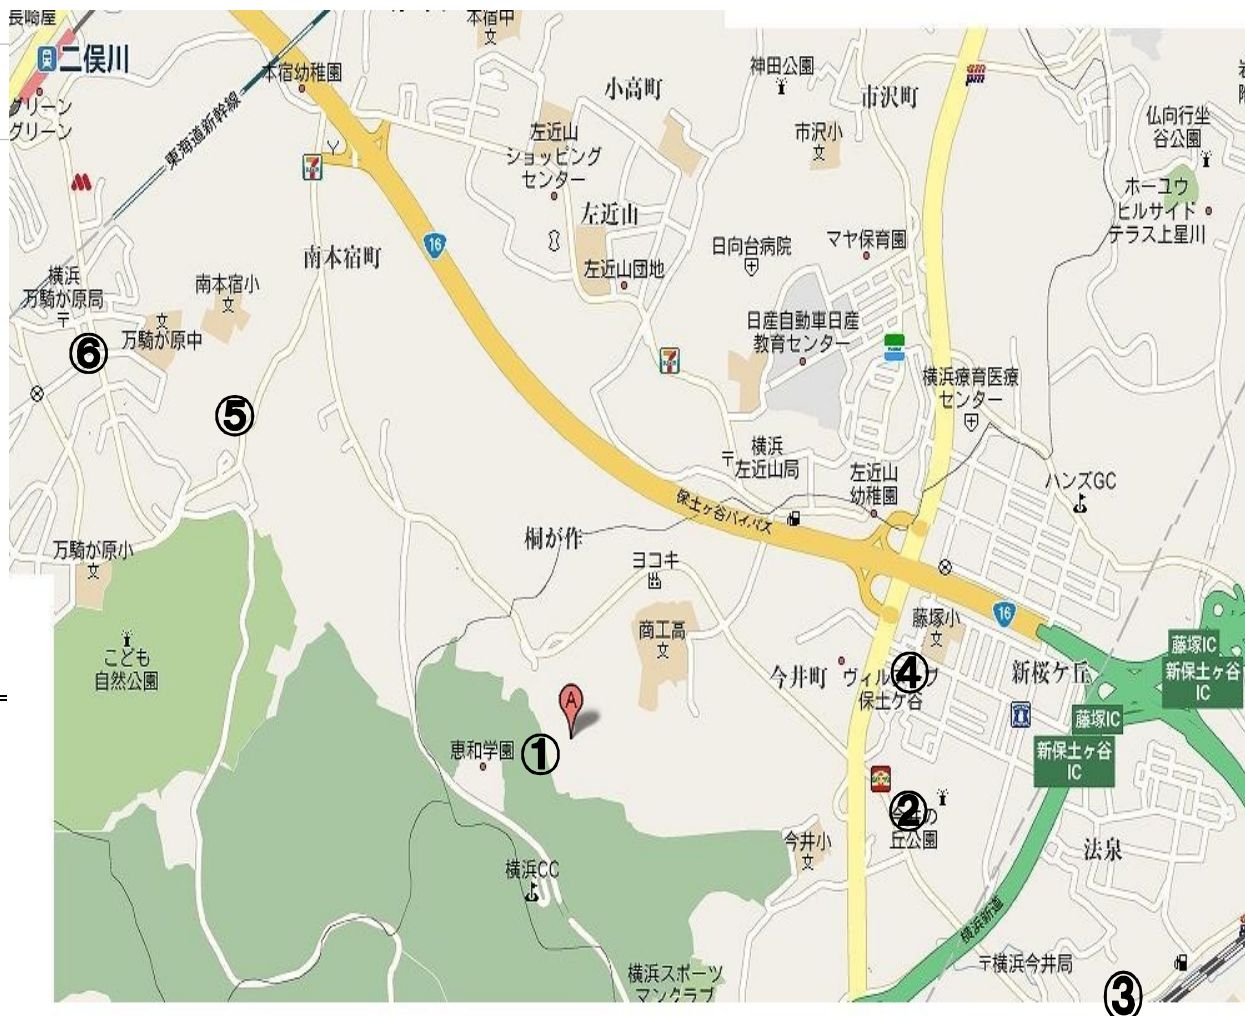 長崎屋
二俣川
グリーン
グリーン
東海道新幹線
本宿幼稚園
本宿中
文
小高町
神田公園
市沢町
am
pm
市沢小
文
仏向行坐
谷公園
ホーユウ
ヒルサイド
テラス上星川
左近山
ショッピング
センター
7
左近山
16
南本宿町
左近山団地
日向台病院
マヤ保育園
横浜
万騎が原局
〒
南本宿小
文
文
万騎が原中
⑥
日産自動車日産
教育センター
7
横浜療育医療
センター
⑤
横浜
〒左近山局
左近山
幼稚園
ハンズGC
保土ヶ谷バイパス
桐が作
万騎が原小
文
ヨコキ
16
商工高
文
藤塚小
文
藤塚IC
新保土ヶ谷
IC
こども
自然公園
今井町
④
保土ケ谷
新桜ケ丘
藤塚IC
新保土ヶ谷
IC
A
恵和学園
①
②
丘公園
今井小
文
法泉
横浜CC
横浜新道
〒横浜今井局
横浜スポーツ
マンクラブ
③